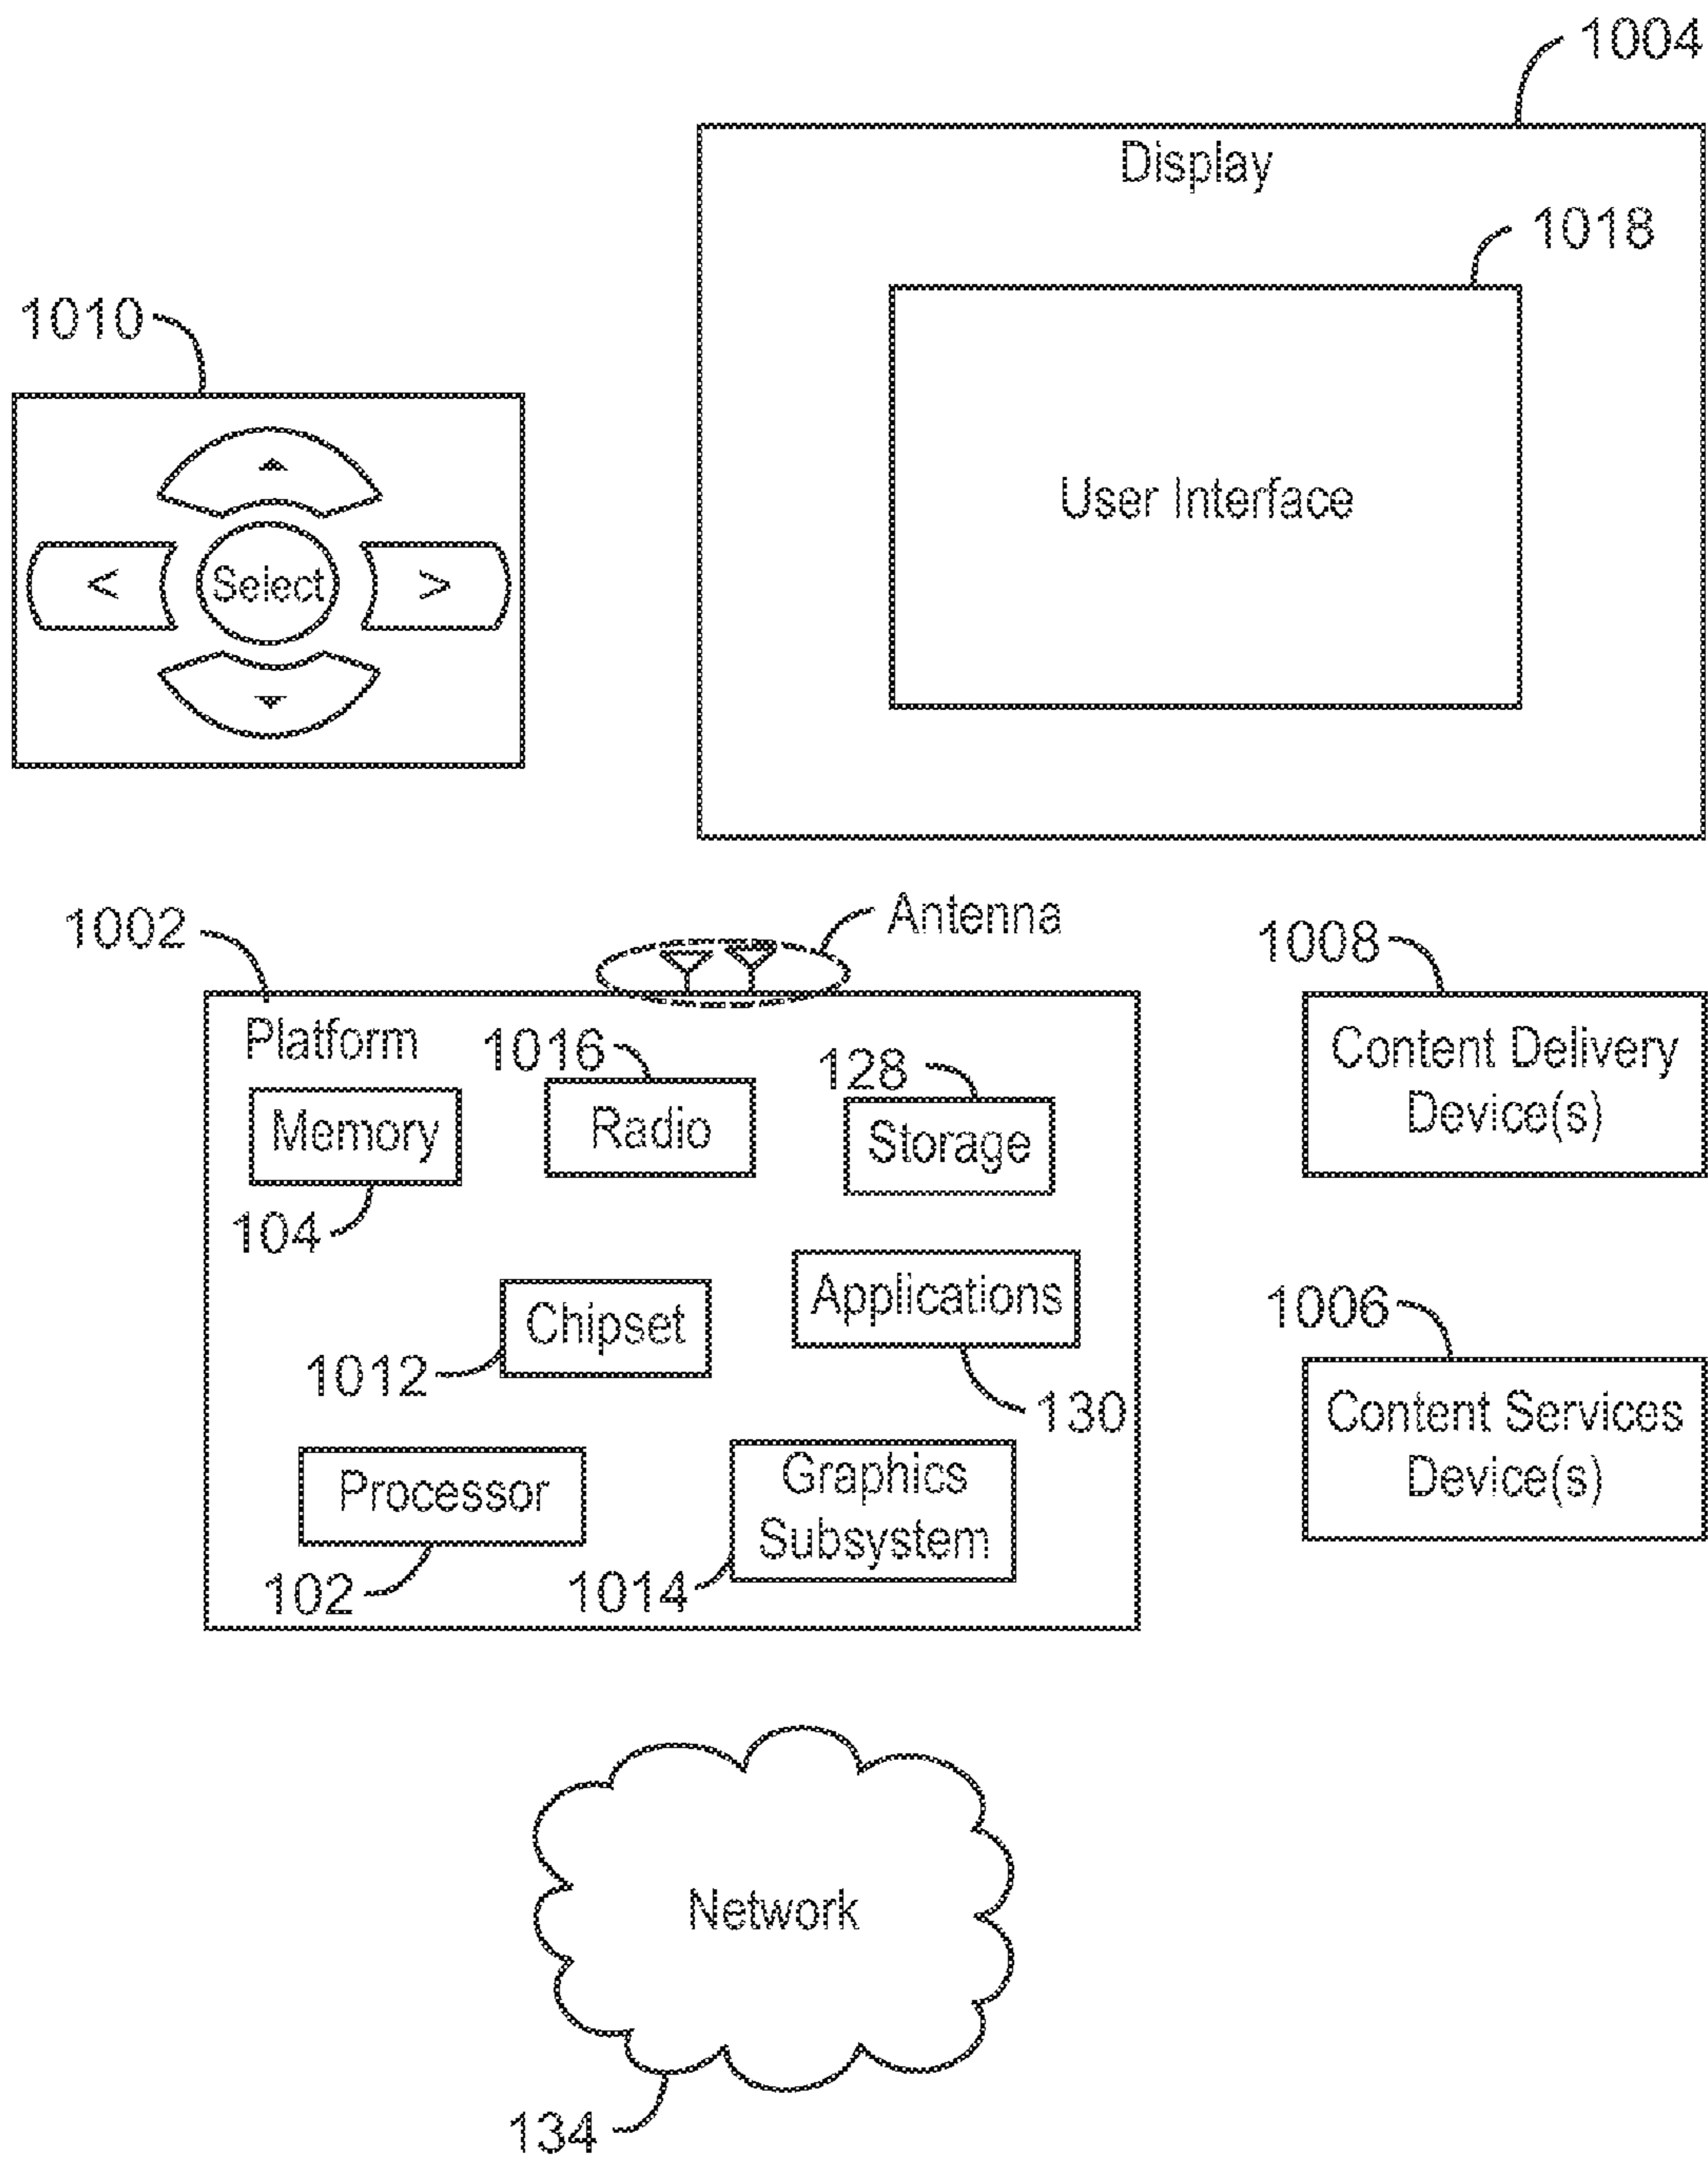 1004
Display
1018
User Interface
1010
<
Select
>
1002
Antenna
1008
Platform
1016
128
Content Delivery
Device(s)
Memory
Radio
Storage
104
Chipset
Applications
1006
1012
130
Content Services
Device(s)
Processor
Graphics
Subsystem
102
1014
Network
134